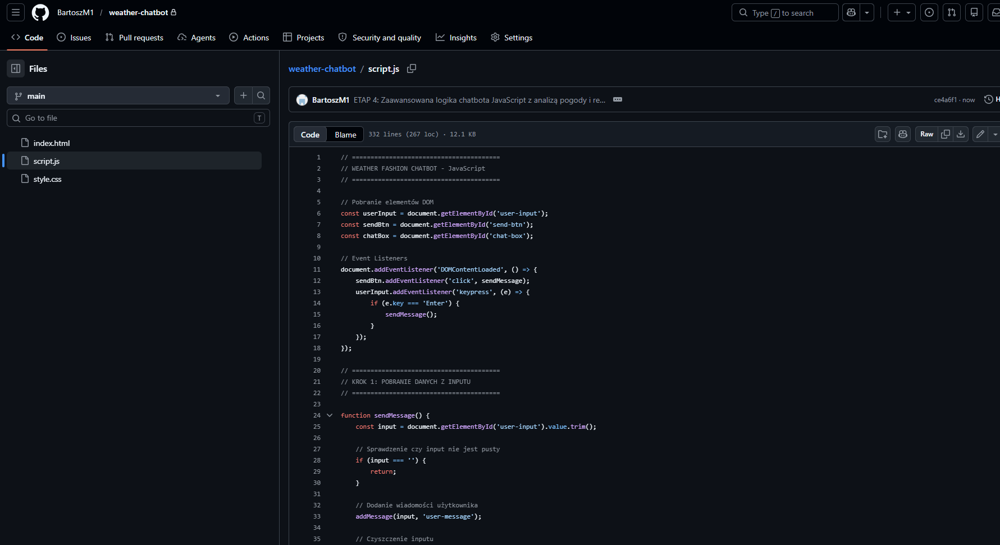 BartoszM1 / weather-chatbot
Type / to search
Code
Issues
Pull requests
Agents
Actions
Projects
Security and quality
Insights
Settings
Files
main
Go to file
T
index.html
script.js
style.css
weather-chatbot / script.js
BartoszM1 ETAP 4: Zaawansowana logika chatbota JavaScript z analizą pogody i re...
ce4a6f1 · now
H
Code
Blame
332 lines (267 loc) · 12.1 KB
Raw
1 // ========================================
2 // WEATHER FASHION CHATBOT - JavaScript
3 // ========================================
4
5 // Pobranie elementów DOM
6 const userInput = document.getElementById('user-input');
7 const sendBtn = document.getElementById('send-btn');
8 const chatBox = document.getElementById('chat-box');
9
10 // Event Listeners
11 document.addEventListener('DOMContentLoaded', () => {
12     sendBtn.addEventListener('click', sendMessage);
13     userInput.addEventListener('keypress', (e) => {
14         if (e.key === 'Enter') {
15             sendMessage();
16         }
17     });
18 });
19
20 // ========================================
21 // KROK 1: POBRANIE DANYCH Z INPUTU
22 // ========================================
23
24 function sendMessage() {
25     const input = document.getElementById('user-input').value.trim();
26
27     // Sprawdzenie czy input nie jest pusty
28     if (input === '') {
29         return;
30     }
31
32     // Dodanie wiadomości użytkownika
33     addMessage(input, 'user-message');
34
35     // Czyszczenie inputu